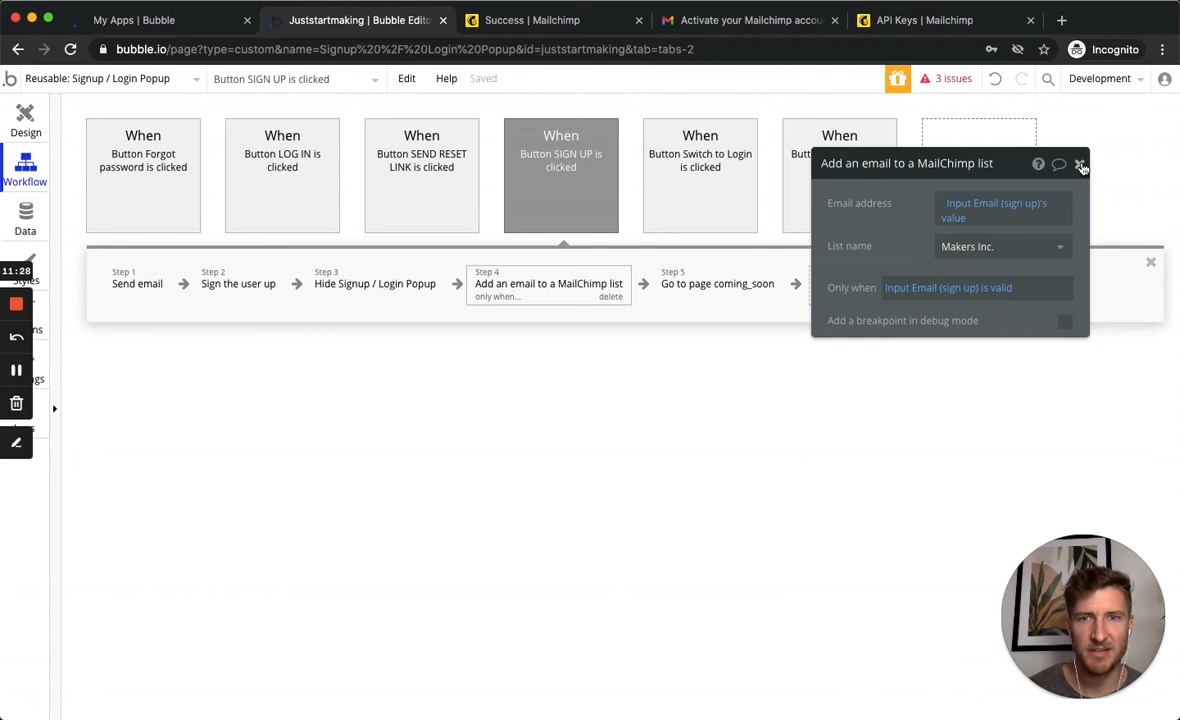 My Apps | Bubble
Juststartmaking | Bubble Edito
Success | Mailchimp
Activate your Mailchimp accou
API Keys | Mailchimp
bubble.io/page?type=custom&name=Signup%20%2F%20Login%20Popup&id=juststartmaking&tab=tabs-2
Incognito
Reusable: Signup / Login Popup
Button SIGN UP is clicked
Edit
Help
Saved
3 issues
Development
Design
Workflow
Data
11:28
Styles
When
Button Forgot
password is clicked
When
Button LOG IN is
clicked
When
Button SEND RESET
LINK is clicked
When
Button SIGN UP is
clicked
When
Button Switch to Login
is clicked
When
Step 1
Send email
Step 2
Sign the user up
Step 3
Hide Signup / Login Popup
Step 4
Add an email to a MailChimp list
only when...
delete
Step 5
Go to page coming_soon
Add an email to a MailChimp list
Email address
Input Email (sign up)'s
value
List name
Makers Inc.
Only when
Input Email (sign up) is valid
Add a breakpoint in debug mode